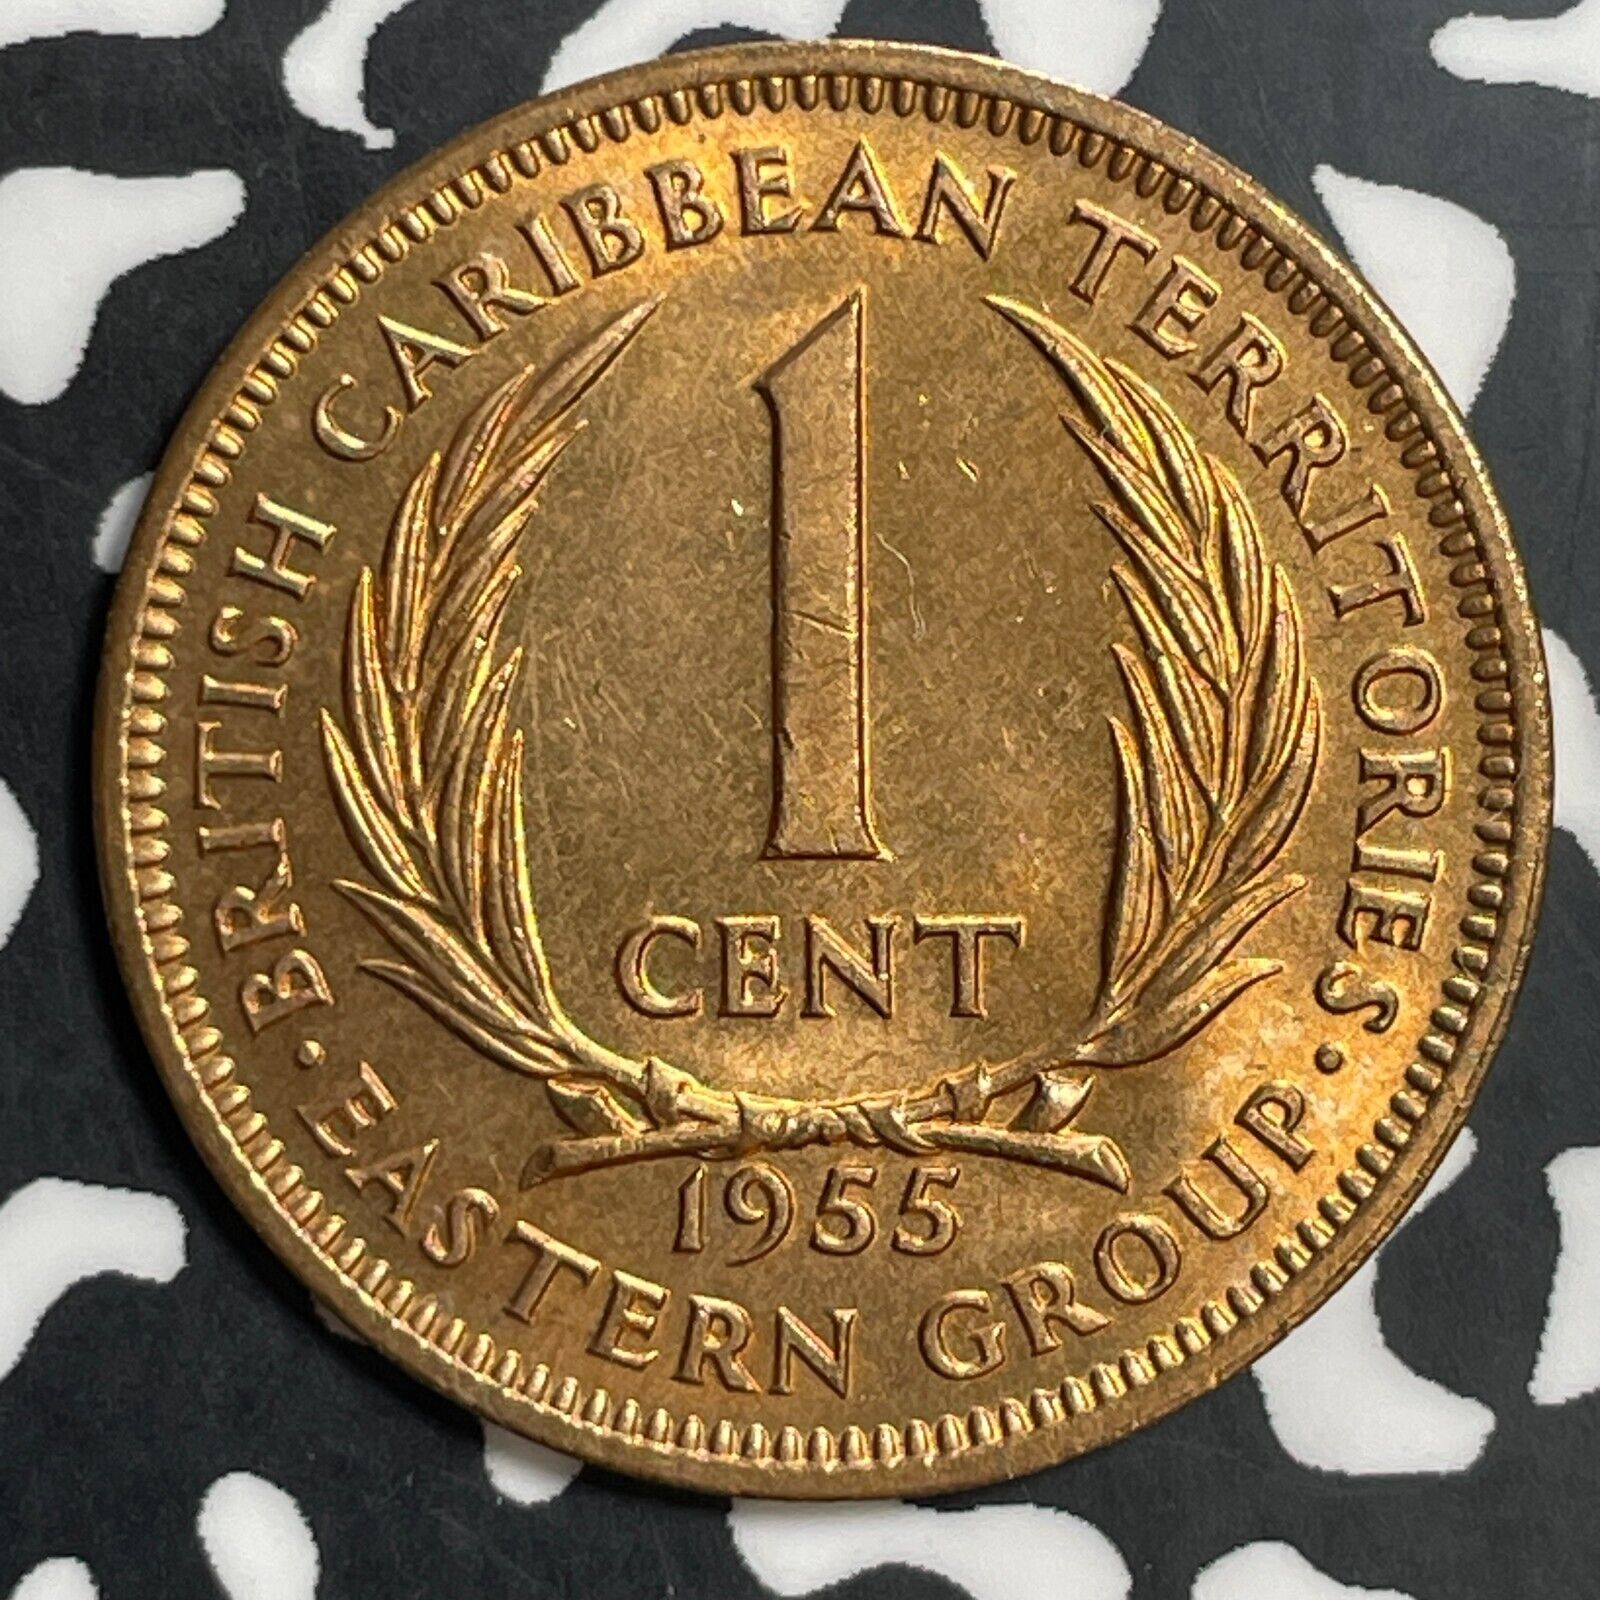 BRITISH CARIBBEAN TERRITORIES
1
CENT
1955
· EASTERN GROUP ·